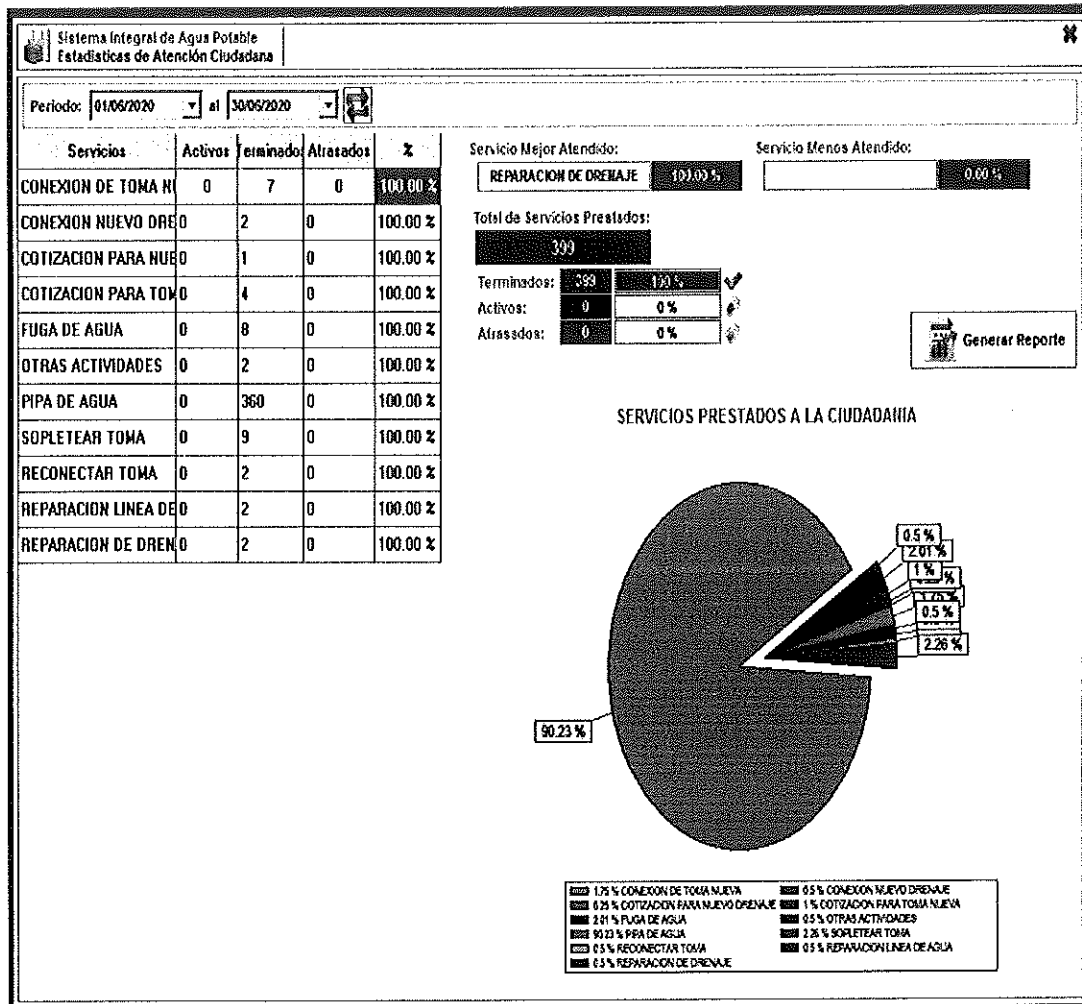 Sistema Integral de Agua Potable
Estadisticas de Atención Ciudadana
Periodo: 01/06/2020 al 30/06/2020
Servicios Activos Terminado Atrasados %
CONEXION DE TOMA N 0 7 0 100.00 %
CONEXION NUEVO DRE 0 2 0 100.00 %
COTIZACION PARA NUE 0 1 0 100.00 %
COTIZACION PARA TOM 0 4 0 100.00 %
FUGA DE AGUA 0 8 0 100.00 %
OTRAS ACTIVIDADES 0 2 0 100.00 %
PIPA DE AGUA 0 360 0 100.00 %
SOPLETEAR TOMA 0 9 0 100.00 %
RECONECTAR TOMA 0 2 0 100.00 %
REPARACION LINEA DE 0 2 0 100.00 %
REPARACION DE DREN 0 2 0 100.00 %
Servicio Mejor Atendido:
REPARACION DE DRENAJE 100.00 %
Servicio Menos Atendido:
0.00 %
Total de Servicios Prestados:
399
Terminados: 399 100 %
Activos: 0 0 %
Atrasados: 0 0 %
Generar Reporte
SERVICIOS PRESTADOS A LA CIUDADANIA
0.5 %
2.01 %
1 %
0.5 %
2.26 %
90.23 %
1.75 % CONEXION DE TOMA NUEVA 0.5 % CONEXION NUEVO DRENAJE
0.25 % COTIZACION PARA NUEVO DRENAJE 1 % COTIZACION PARA TOMA NUEVA
2.01 % FUGA DE AGUA 0.5 % OTRAS ACTIVIDADES
90.23 % PIPA DE AGUA 2.26 % SOPLETEAR TOMA
0.5 % RECONECTAR TOMA 0.5 % REPARACION LINEA DE AGUA
0.5 % REPARACION DE DRENAJE